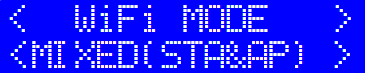 < WiFi MODE >
<MIXED(STA&AP) >